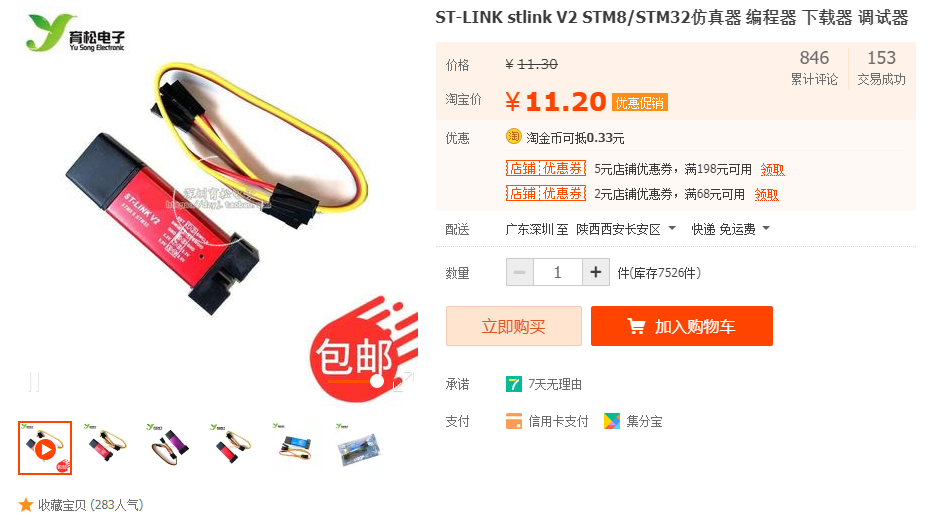 育松电子
Yu Song Electronic
ST-LINK V2
STM8 & STM32
包邮
收藏宝贝 (283人气)
ST-LINK stlink V2 STM8/STM32仿真器 编程器 下载器 调试器
价格
¥ 11.30
846
累计评论
153
交易成功
淘宝价
¥ 11.20 优惠促销
优惠
淘 淘金币可抵0.33元
店铺 优惠券 5元店铺优惠券，满198元可用 领取
店铺 优惠券 2元店铺优惠券，满68元可用 领取
配送 广东深圳 至 陕西西安长安区 快递 免运费
数量 − 1 + 件(库存7526件)
立即购买 加入购物车
承诺 7 7天无理由
支付 信用卡支付 集分宝